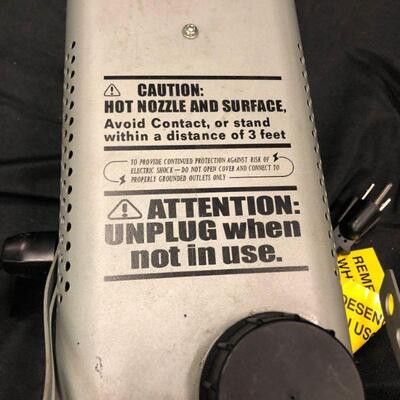 CAUTION:
HOT NOZZLE AND SURFACE,
Avoid Contact, or stand
within a distance of 3 feet
TO PROVIDE CONTINUED PROTECTION AGAINST RISK OF
ELECTRIC SHOCK — DO NOT OPEN COVER AND CONNECT TO
PROPERLY GROUNDED OUTLETS ONLY
ATTENTION:
UNPLUG when
not in use.